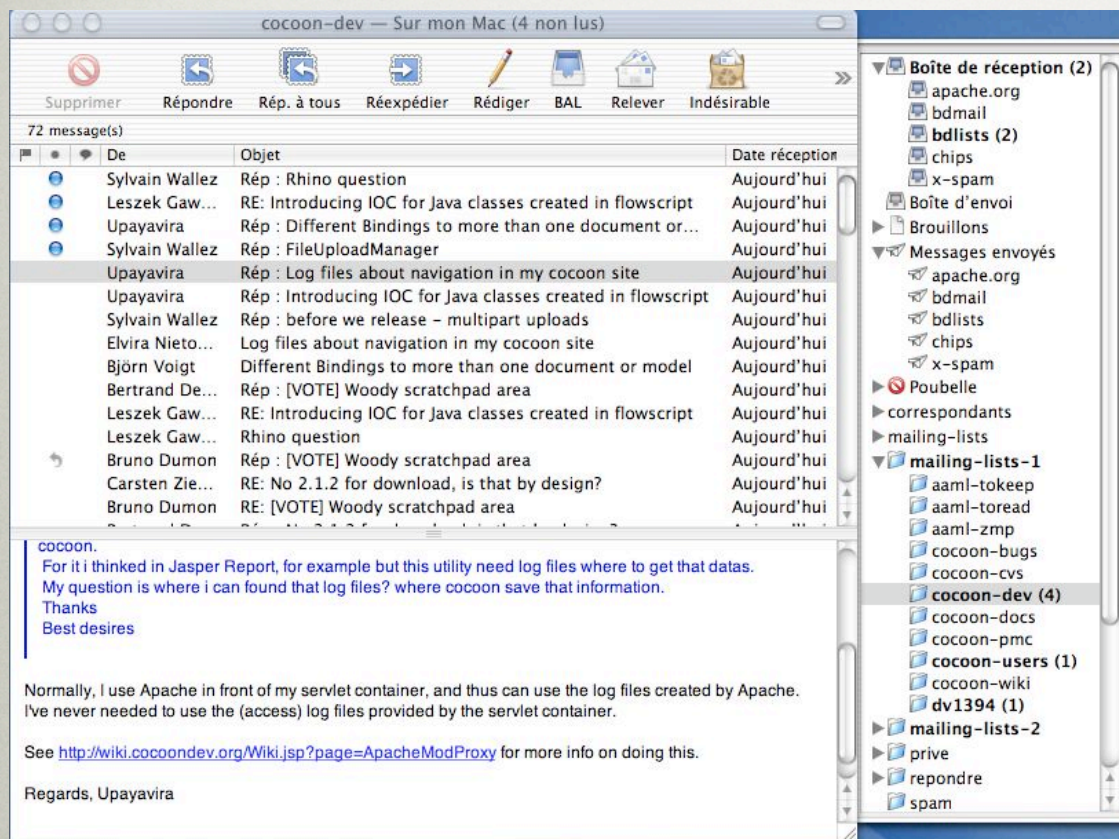 cocoon-dev — Sur mon Mac (4 non lus)
Supprimer Répondre Rép. à tous Réexpédier Rédiger BAL Relever Indésirable
72 message(s)
De Objet Date réception
Sylvain Wallez Rép : Rhino question Aujourd'hui
Leszek Gaw... RE: Introducing IOC for Java classes created in flowscript Aujourd'hui
Upayavira Rép : Different Bindings to more than one document or... Aujourd'hui
Sylvain Wallez Rép : FileUploadManager Aujourd'hui
Upayavira Rép : Log files about navigation in my cocoon site Aujourd'hui
Upayavira Rép : Introducing IOC for Java classes created in flowscript Aujourd'hui
Sylvain Wallez Rép : before we release – multipart uploads Aujourd'hui
Elvira Nieto... Log files about navigation in my cocoon site Aujourd'hui
Björn Voigt Different Bindings to more than one document or model Aujourd'hui
Bertrand De... Rép : [VOTE] Woody scratchpad area Aujourd'hui
Leszek Gaw... RE: Introducing IOC for Java classes created in flowscript Aujourd'hui
Leszek Gaw... Rhino question Aujourd'hui
Bruno Dumon Rép : [VOTE] Woody scratchpad area Aujourd'hui
Carsten Zie... RE: No 2.1.2 for download, is that by design? Aujourd'hui
Bruno Dumon RE: [VOTE] Woody scratchpad area Aujourd'hui
cocoon.
For it i thinked in Jasper Report, for example but this utility need log files where to get that datas.
My question is where i can found that log files? where cocoon save that information.
Thanks
Best desires
Normally, I use Apache in front of my servlet container, and thus can use the log files created by Apache.
I've never needed to use the (access) log files provided by the servlet container.
See http://wiki.cocoondev.org/Wiki.jsp?page=ApacheModProxy for more info on doing this.
Regards, Upayavira
Boîte de réception (2)
apache.org
bdmail
bdlists (2)
chips
x-spam
Boîte d'envoi
Brouillons
Messages envoyés
apache.org
bdmail
bdlists
chips
x-spam
Poubelle
correspondants
mailing-lists
mailing-lists-1
aaml-tokeep
aaml-toread
aaml-zmp
cocoon-bugs
cocoon-cvs
cocoon-dev (4)
cocoon-docs
cocoon-pmc
cocoon-users (1)
cocoon-wiki
dv1394 (1)
mailing-lists-2
prive
repondre
spam